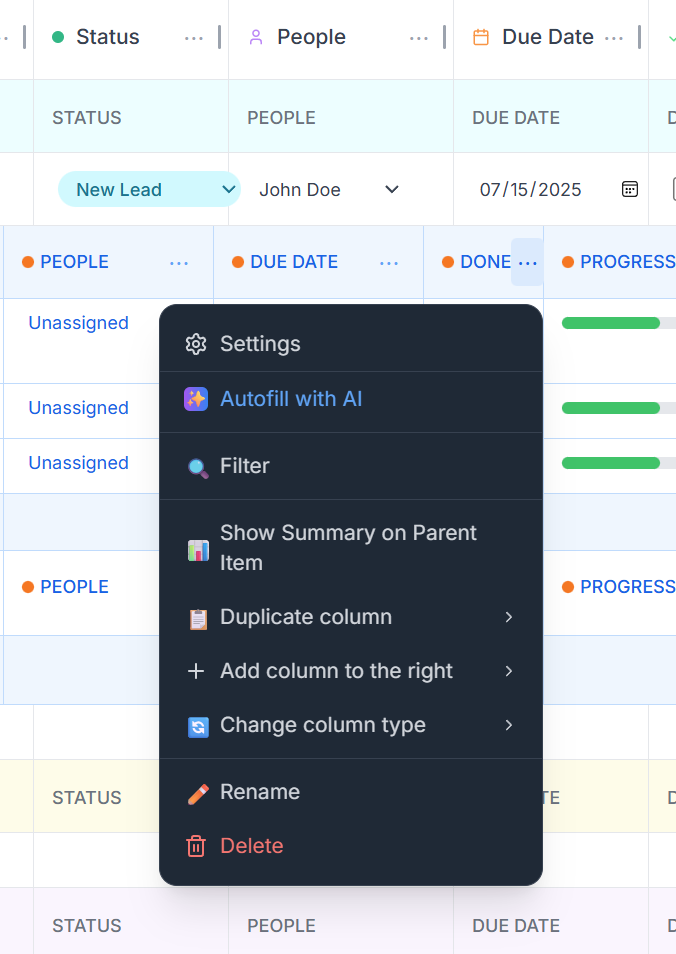 Status ... People ... Due Date ...
STATUS PEOPLE DUE DATE D
New Lead John Doe 07/15/2025
PEOPLE ... DUE DATE ... DONE ... PROGRESS
Unassigned
Settings
Autofill with AI
Unassigned
Filter
Unassigned
Show Summary on Parent
Item
PEOPLE PROGRESS
Duplicate column
Add column to the right
Change column type
Rename
STATUS TE D
Delete
STATUS PEOPLE DUE DATE D